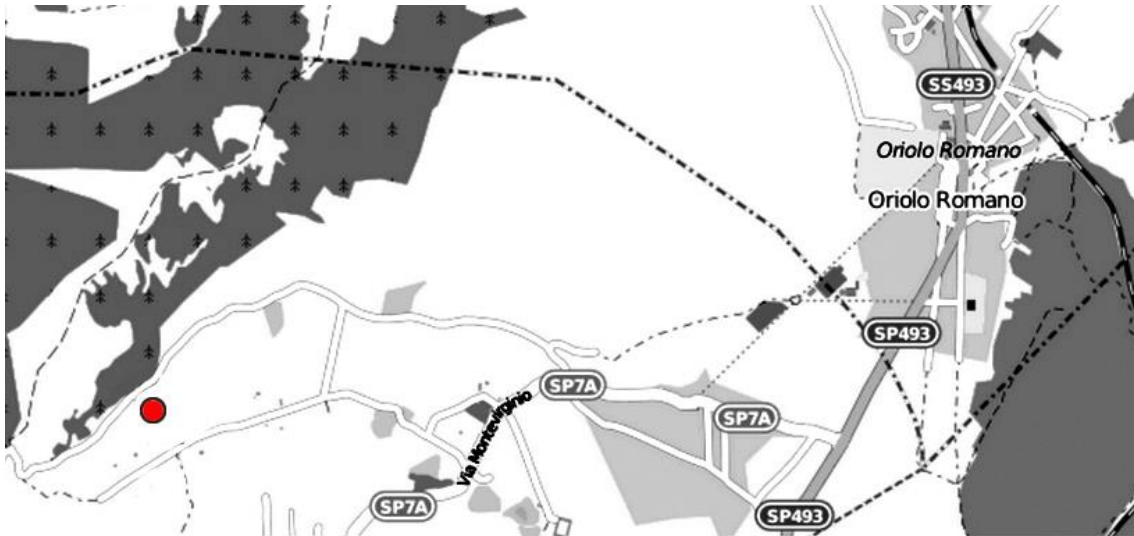 SS493
Oriolo Romano
Oriolo Romano
SP493
SP7A
Via Montevirginio
SP7A
SP7A
SP493